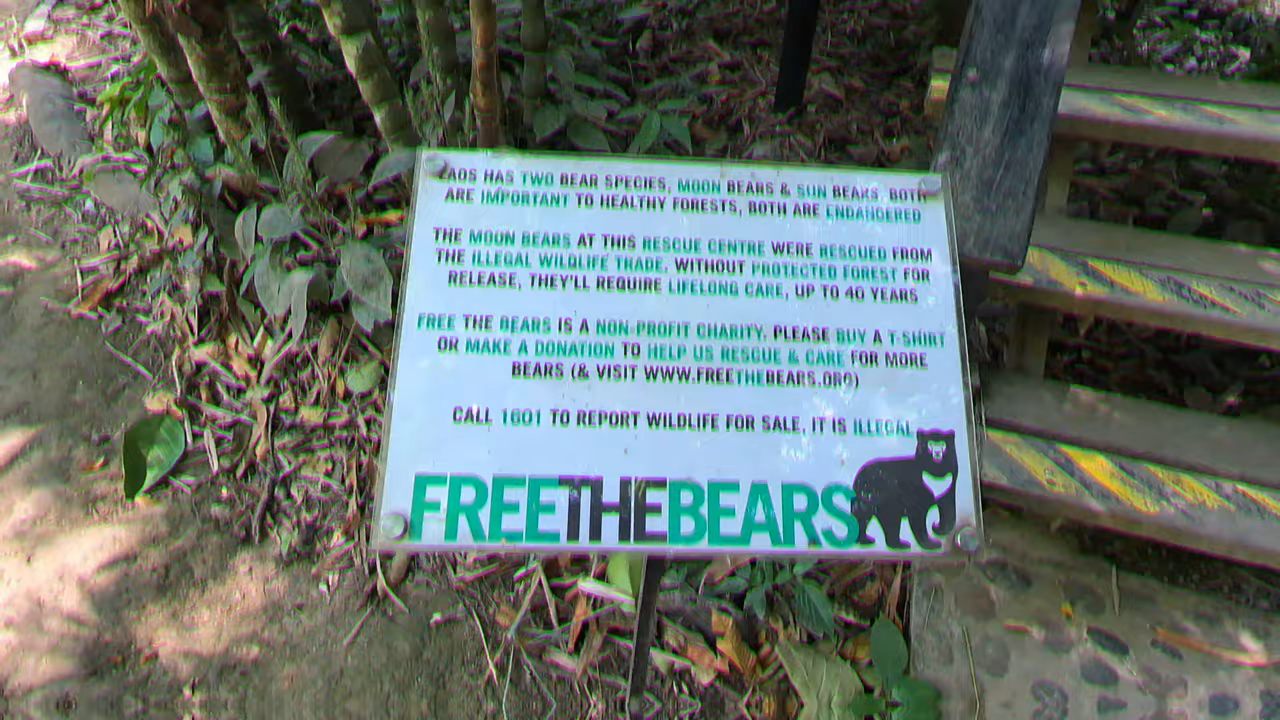 LAOS HAS TWO BEAR SPECIES, MOON BEARS & SUN BEARS, BOTH
ARE IMPORTANT TO HEALTHY FORESTS, BOTH ARE ENDANGERED
THE MOON BEARS AT THIS RESCUE CENTRE WERE RESCUED FROM
THE ILLEGAL WILDLIFE TRADE. WITHOUT PROTECTED FOREST FOR
RELEASE, THEY'LL REQUIRE LIFELONG CARE, UP TO 40 YEARS
FREE THE BEARS IS A NON-PROFIT CHARITY. PLEASE BUY A T-SHIRT
OR MAKE A DONATION TO HELP US RESCUE & CARE FOR MORE
BEARS (& VISIT WWW.FREETHEBEARS.ORG)
CALL 1601 TO REPORT WILDLIFE FOR SALE, IT IS ILLEGAL
FREETHEBEARS